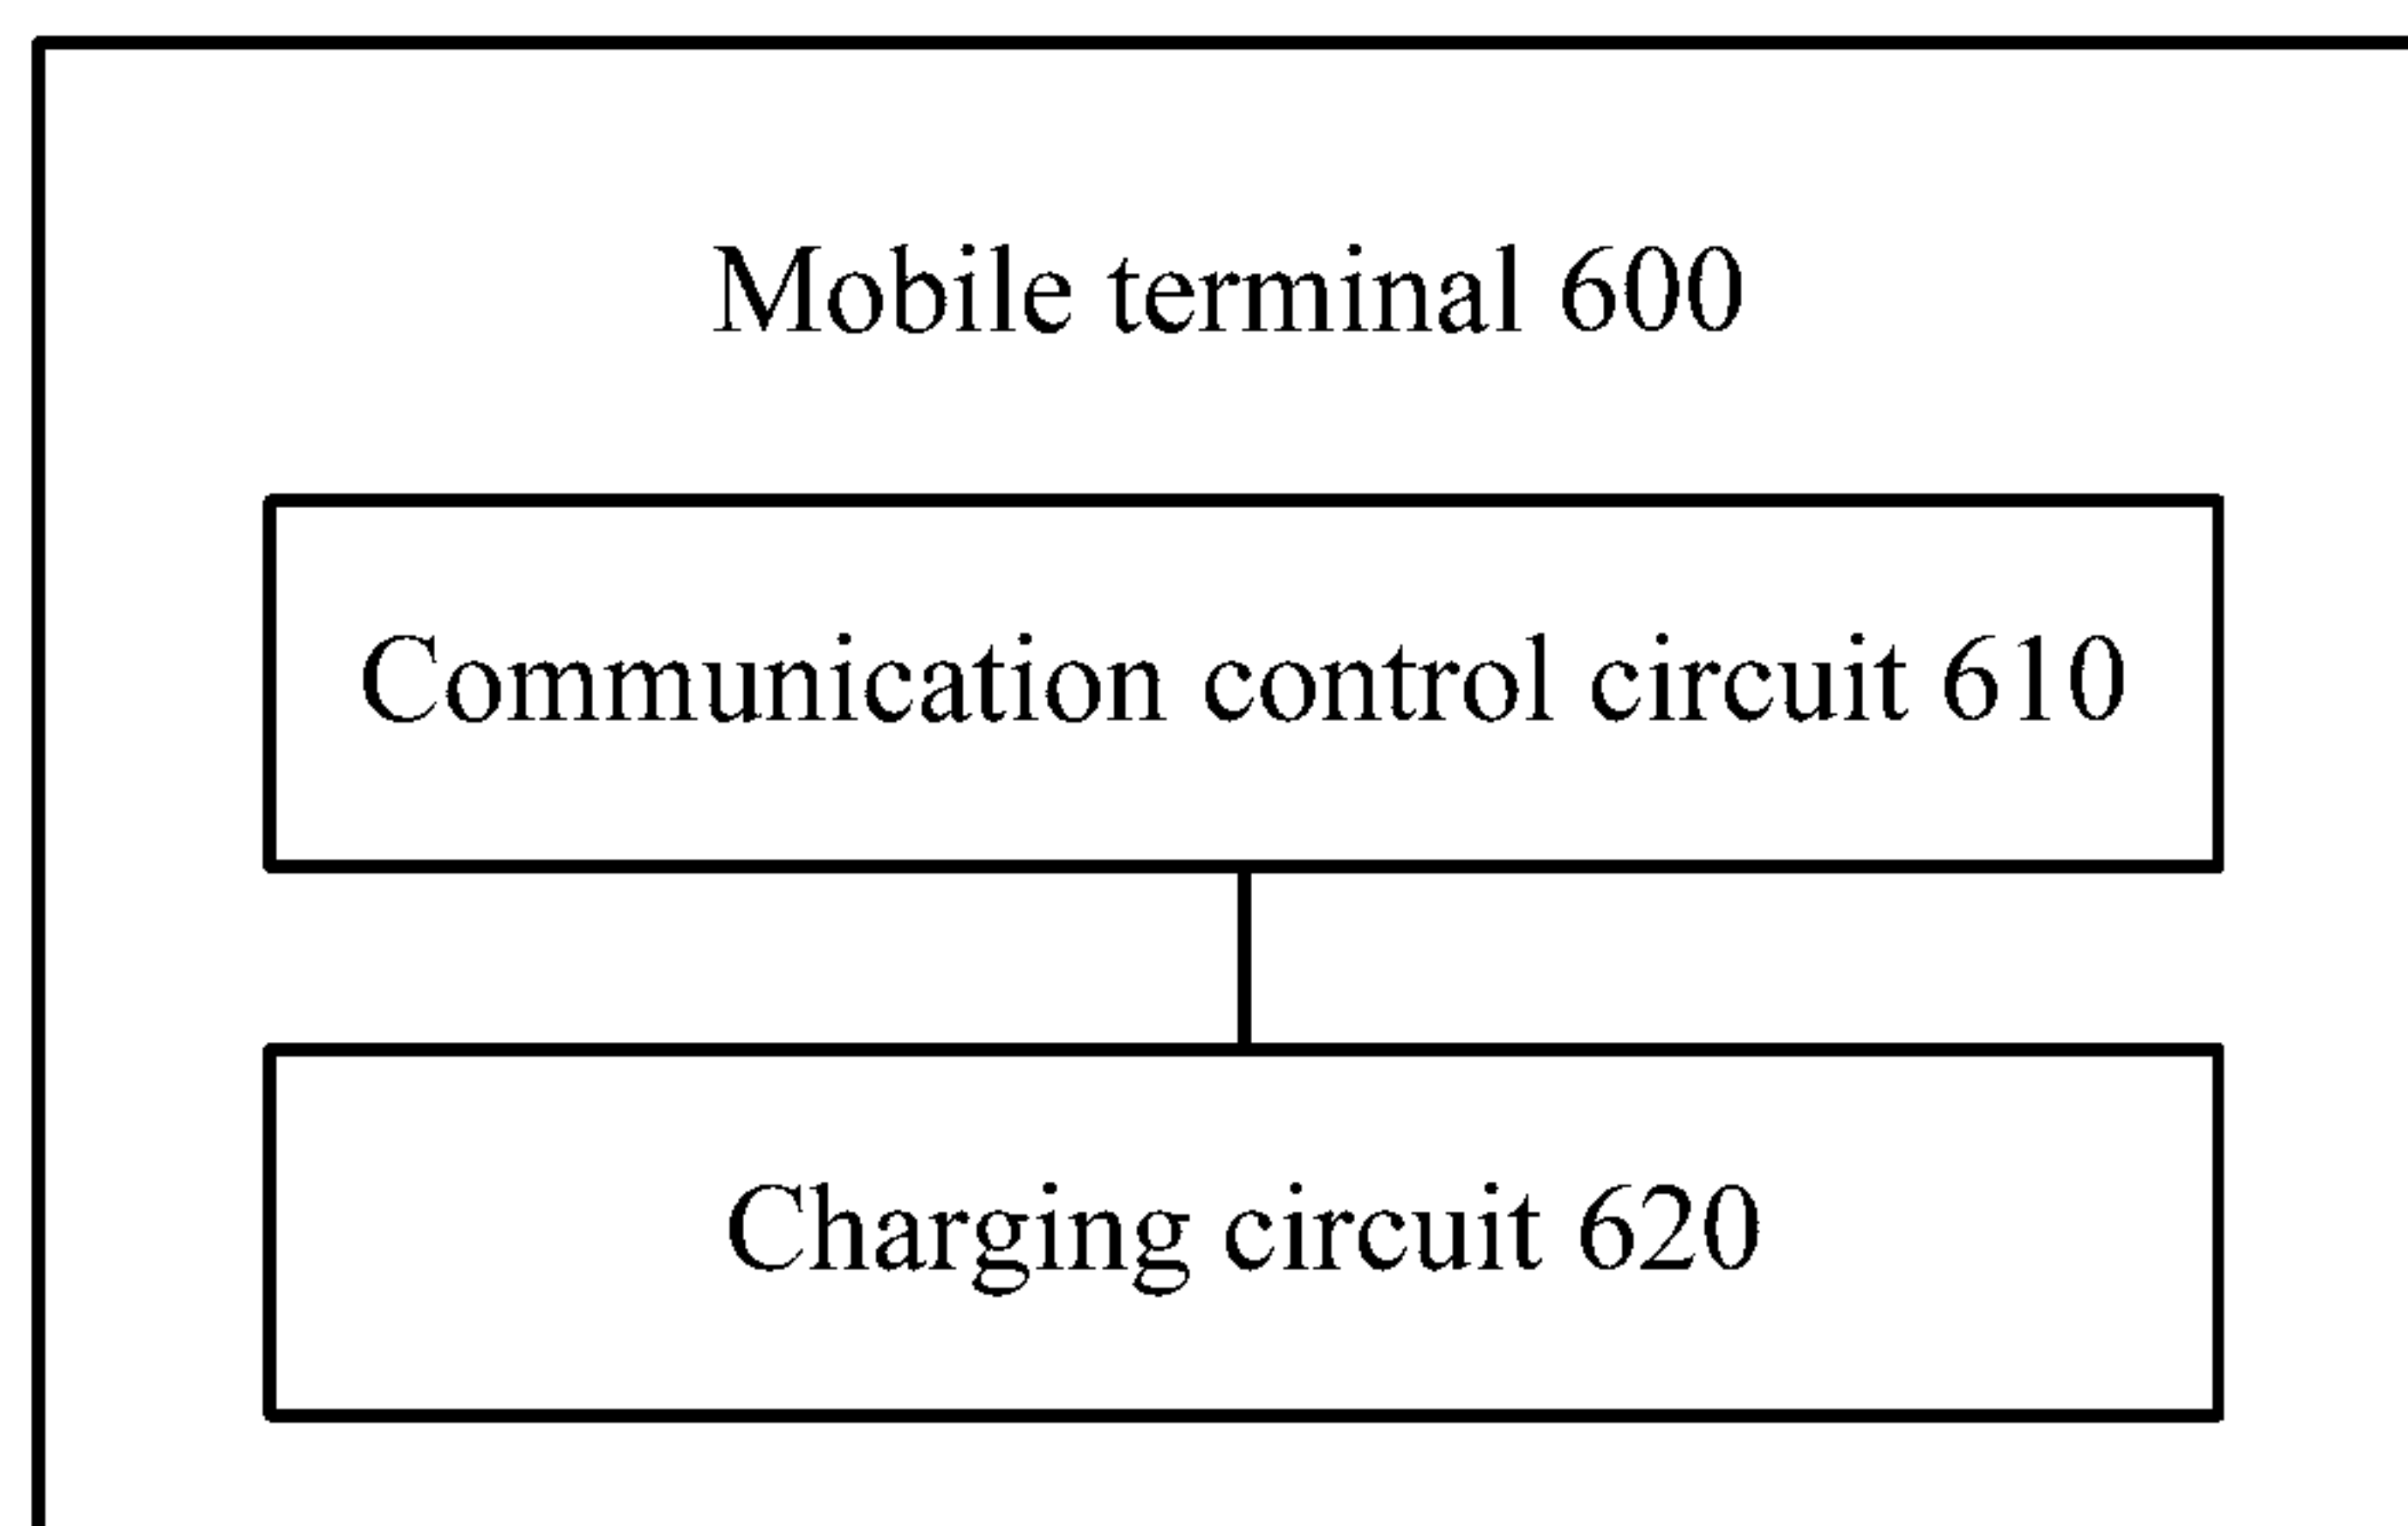 Mobile terminal 600
Communication control circuit 610
Charging circuit 620